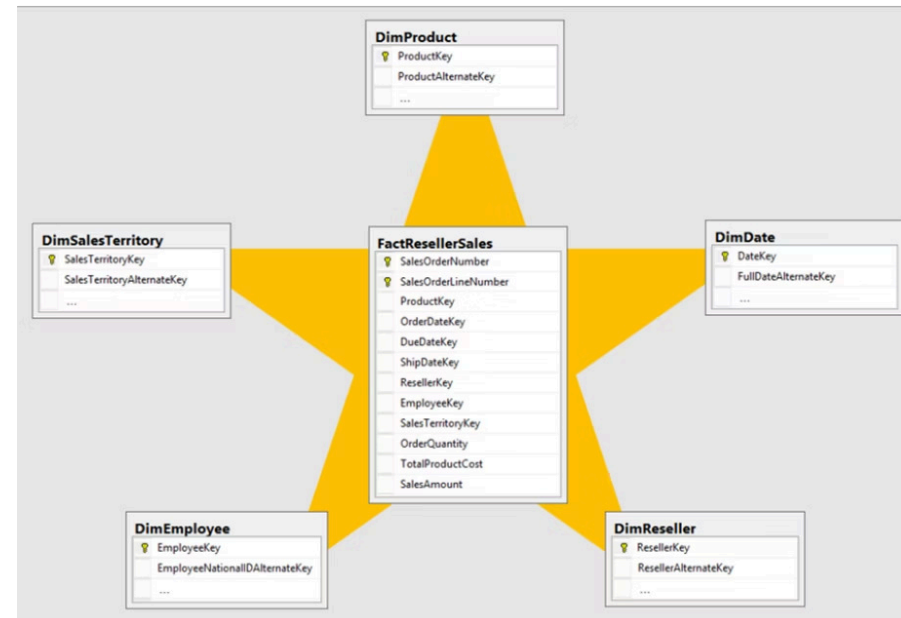 DimProduct
ProductKey
ProductAlternateKey
...
DimSalesTerritory
SalesTerritoryKey
SalesTerritoryAlternateKey
...
FactResellerSales
SalesOrderNumber
SalesOrderLineNumber
ProductKey
OrderDateKey
DueDateKey
ShipDateKey
ResellerKey
EmployeeKey
SalesTerritoryKey
OrderQuantity
TotalProductCost
SalesAmount
DimDate
DateKey
FullDateAlternateKey
...
DimEmployee
EmployeeKey
EmployeeNationalIDAlternateKey
...
DimReseller
ResellerKey
ResellerAlternateKey
...